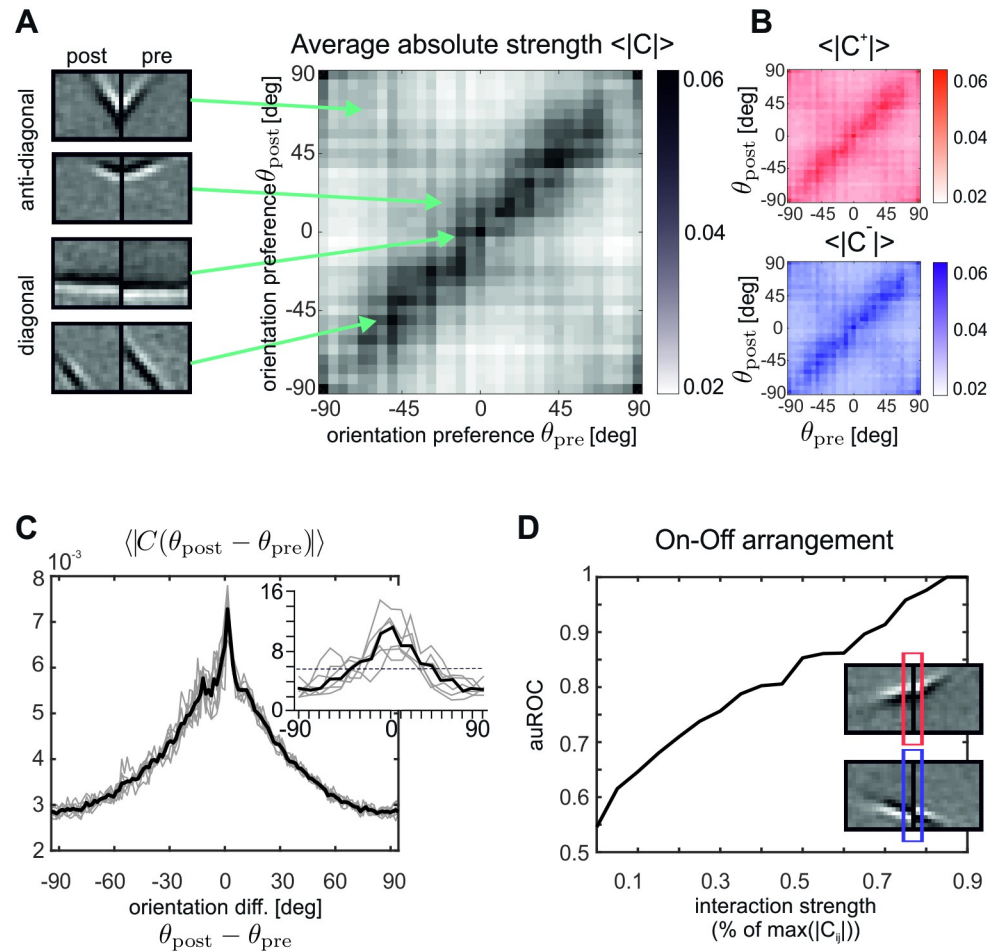 A
post pre
anti-diagonal
diagonal
Average absolute strength <|C|>
orientation preference θpost [deg]
90
45
0
-45
-90
-90 -45 0 45 90
orientation preference θpre [deg]
0.06
0.04
0.02
B
<|C⁺|>
θpost [deg]
90
45
0
-45
-90
-90 -45 0 45 90
0.06
0.04
0.02
<|C⁻|>
θpost [deg]
90
45
0
-45
-90
-90 -45 0 45 90
θpre [deg]
0.06
0.04
0.02
C
⟨|C(θpost − θpre)|⟩
10⁻³
8
7
6
5
4
3
2
-90 -60 -30 0 30 60 90
orientation diff. [deg]
θpost − θpre
16
12
8
4
0
-90 0 90
D
On-Off arrangement
auROC
1
0.9
0.8
0.7
0.6
0.5
0.1 0.3 0.5 0.7 0.9
interaction strength
(% of max(|Cij|))